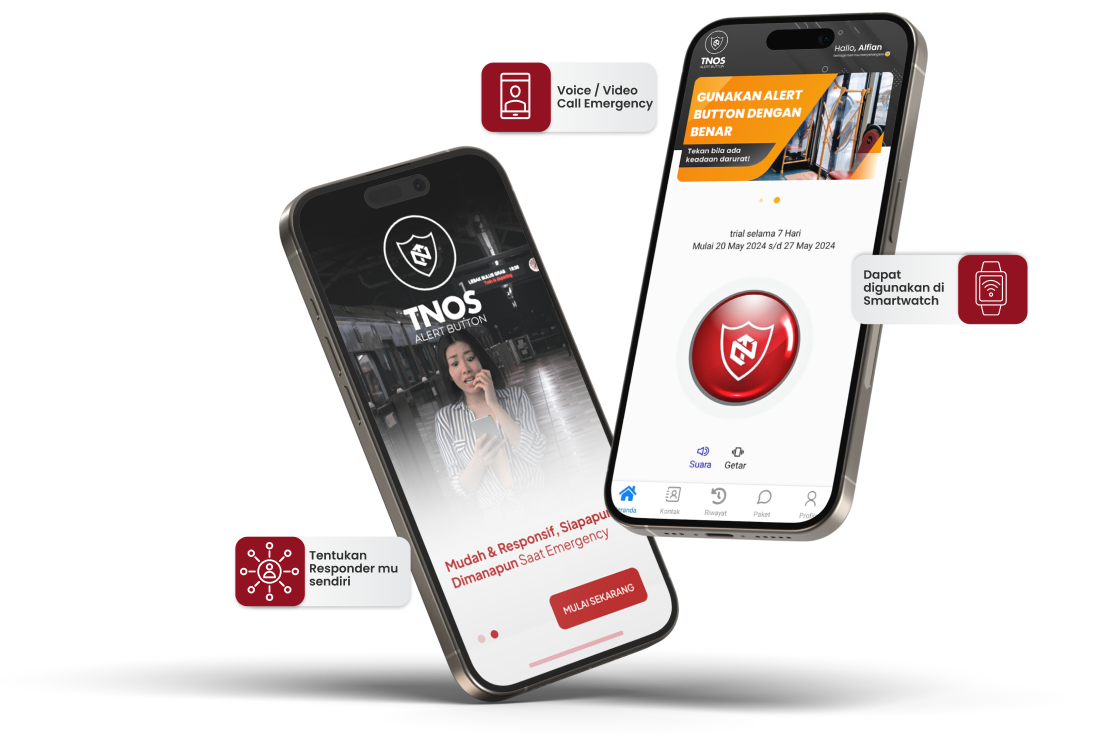 Voice / Video
Call Emergency
TNOS
ALERT BUTTON
Hallo, Alfian
GUNAKAN ALERT
BUTTON DENGAN
BENAR
Tekan bila ada
keadaan darurat!
trial selama 7 Hari
Mulai 20 May 2024 s/d 27 May 2024
Dapat
digunakan di
Smartwatch
Suara
Getar
Kontak
Riwayat
Paket
TNOS
ALERT BUTTON
Mudah & Responsif, Siapapun
Dimanapun Saat Emergency
MULAI SEKARANG
Tentukan
Responder mu
sendiri